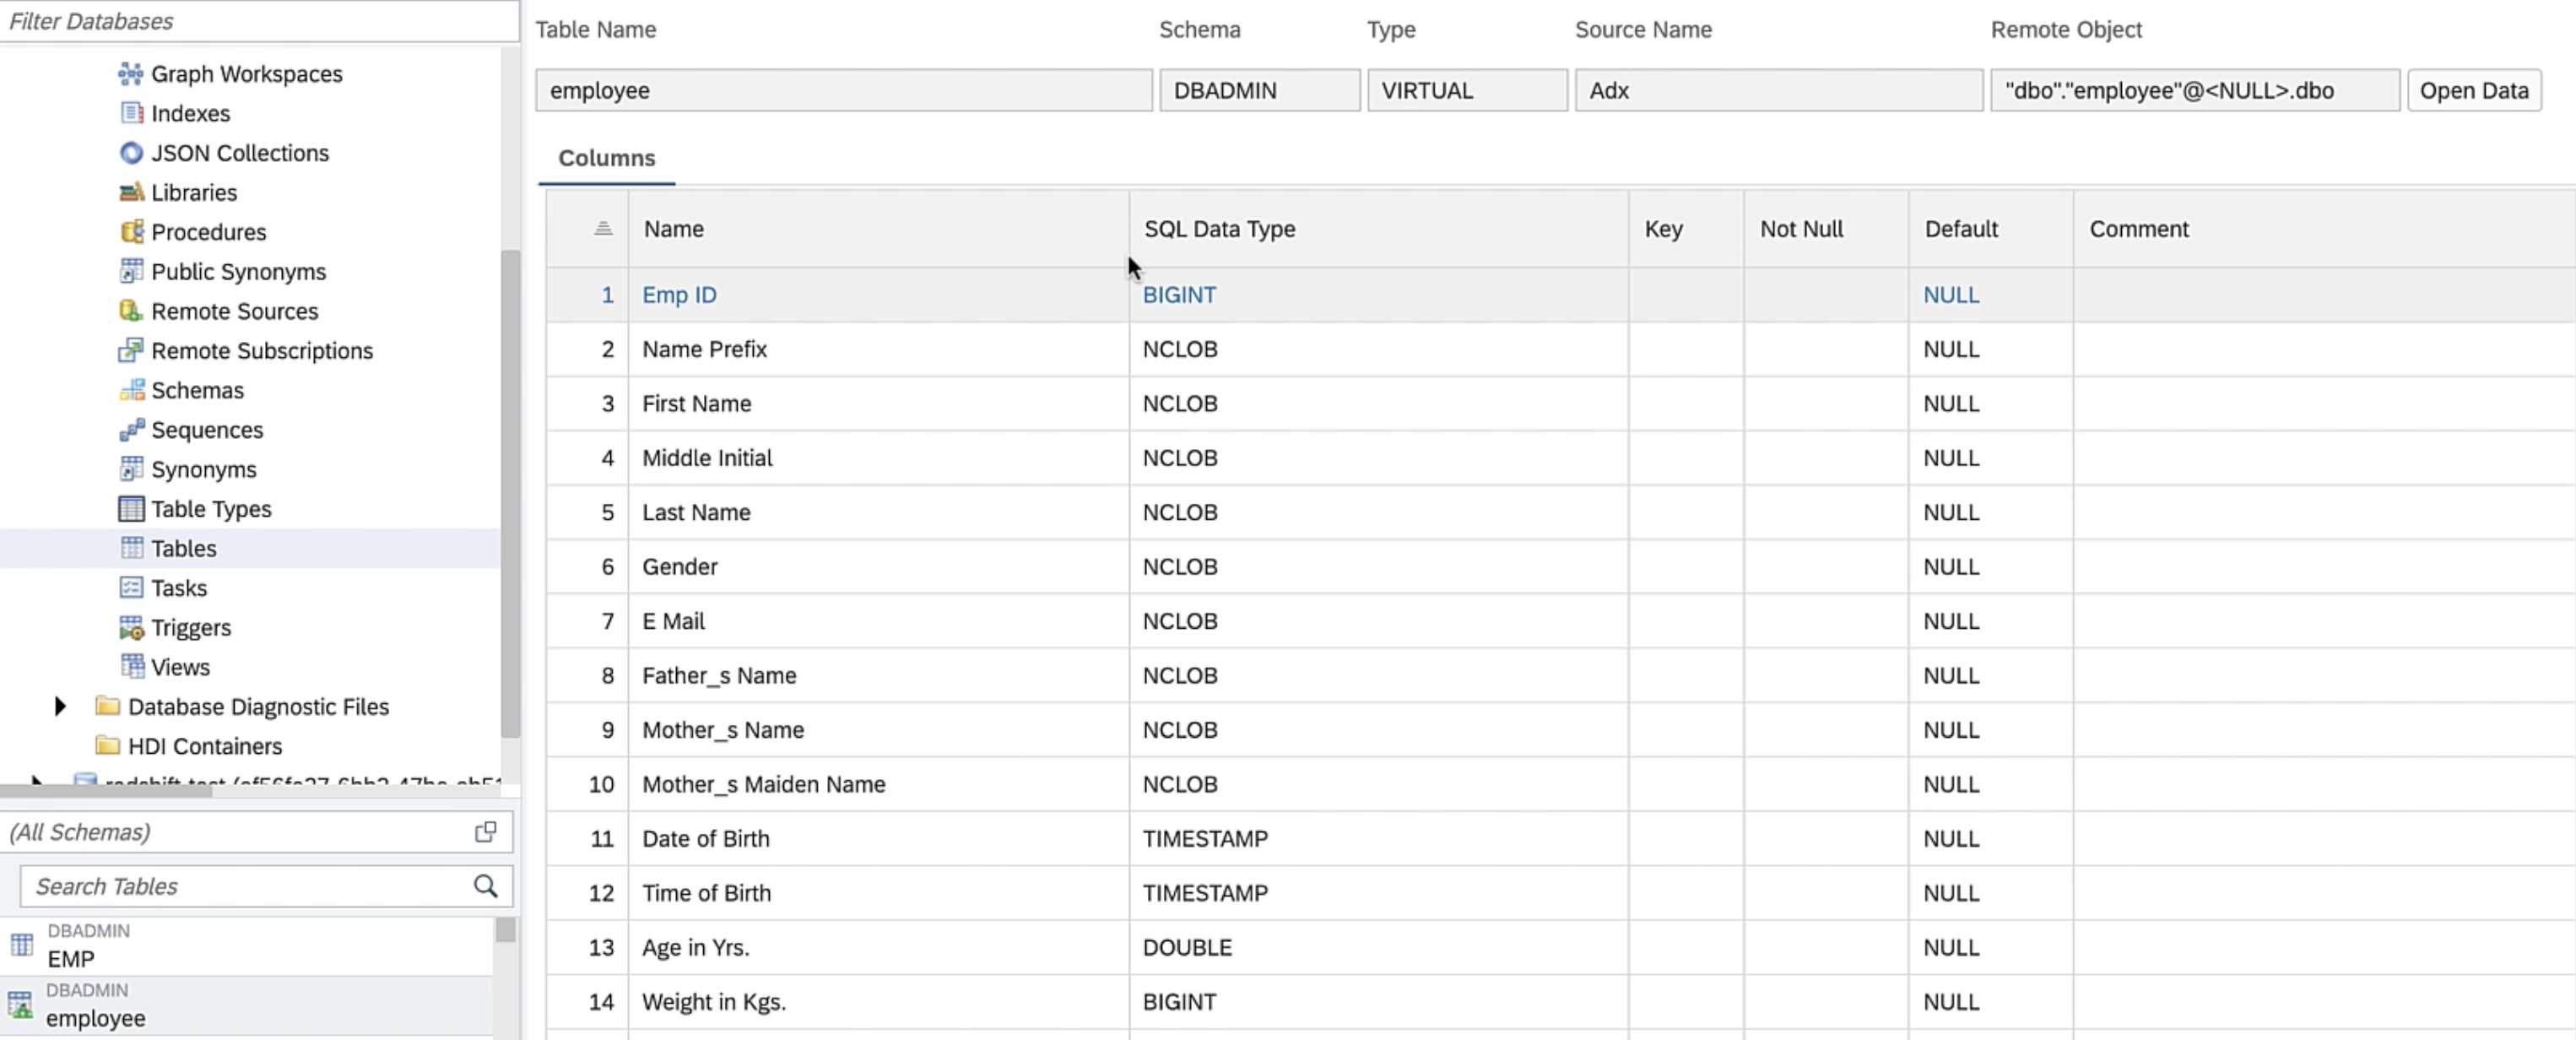 Filter Databases
Graph Workspaces
Indexes
JSON Collections
Libraries
Procedures
Public Synonyms
Remote Sources
Remote Subscriptions
Schemas
Sequences
Synonyms
Table Types
Tables
Tasks
Triggers
Views
Database Diagnostic Files
HDI Containers
(All Schemas)
Search Tables
DBADMIN
EMP
DBADMIN
employee
Table Name Schema Type Source Name Remote Object
employee DBADMIN VIRTUAL Adx "dbo"."employee"@<NULL>.dbo Open Data
Columns
Name SQL Data Type Key Not Null Default Comment
1 Emp ID BIGINT NULL
2 Name Prefix NCLOB NULL
3 First Name NCLOB NULL
4 Middle Initial NCLOB NULL
5 Last Name NCLOB NULL
6 Gender NCLOB NULL
7 E Mail NCLOB NULL
8 Father_s Name NCLOB NULL
9 Mother_s Name NCLOB NULL
10 Mother_s Maiden Name NCLOB NULL
11 Date of Birth TIMESTAMP NULL
12 Time of Birth TIMESTAMP NULL
13 Age in Yrs. DOUBLE NULL
14 Weight in Kgs. BIGINT NULL